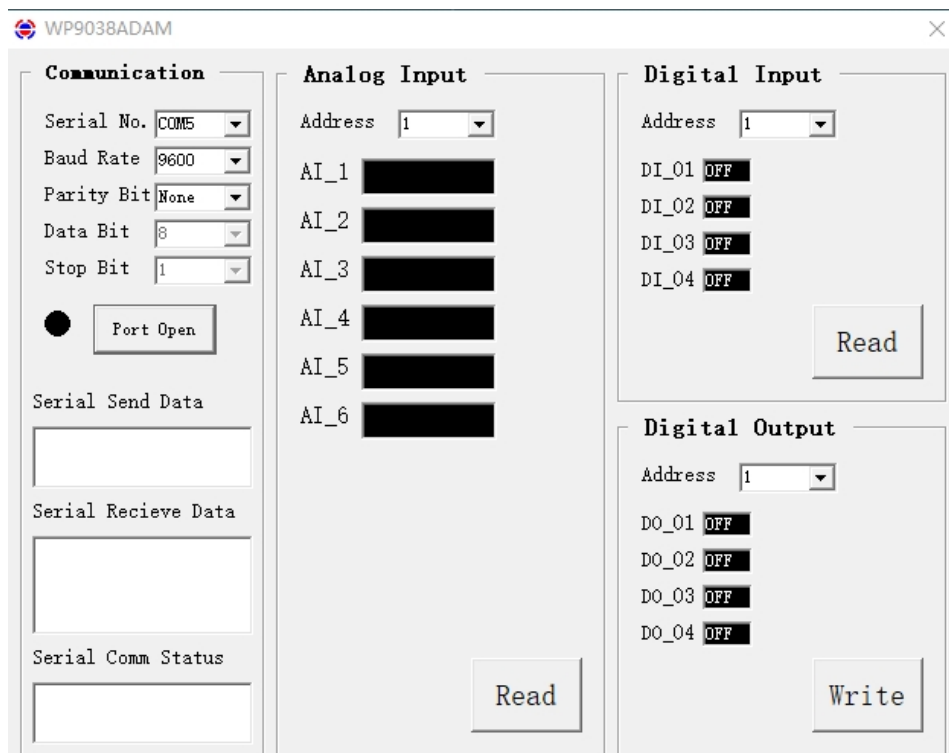 WP9038ADAM
Communication
Serial No. COM5
Baud Rate 9600
Parity Bit None
Data Bit 8
Stop Bit 1
Port Open
Serial Send Data
Serial Recieve Data
Serial Comm Status
Analog Input
Address 1
AI_1
AI_2
AI_3
AI_4
AI_5
AI_6
Read
Digital Input
Address 1
DI_01 OFF
DI_02 OFF
DI_03 OFF
DI_04 OFF
Read
Digital Output
Address 1
DO_01 OFF
DO_02 OFF
DO_03 OFF
DO_04 OFF
Write